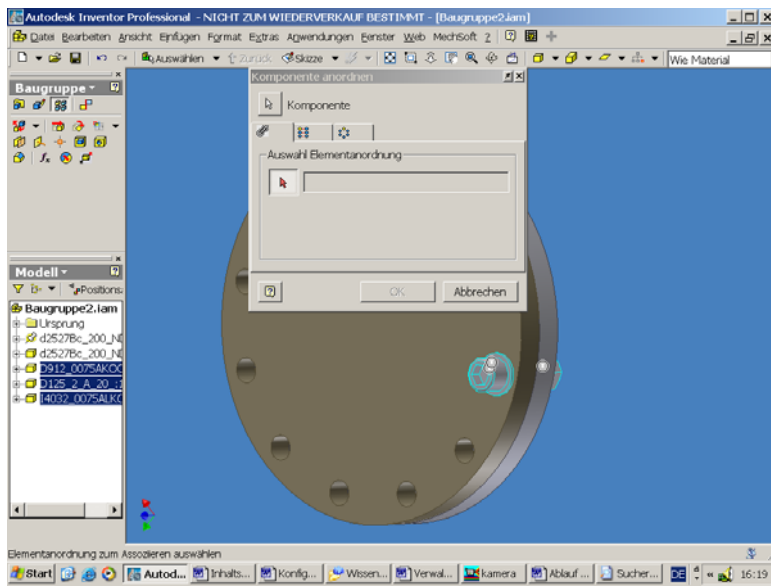 Autodesk Inventor Professional - NICHT ZUM WIEDERVERKAUF BESTIMMT - [Baugruppe2.iam]
Datei Bearbeiten Ansicht Einfügen Format Extras Anwendungen Fenster Web MechSoft ?
Auswählen Zurück Skizze Wie Material
Komponente anordnen
Komponente
Auswahl Elementanordnung
OK Abbrechen
Baugruppe
Modell
Positions
Baugruppe2.iam
Ursprung
d2527Bc_200_N
d2527Bc_200_N
D912_0075AKO
D125_2_A_20_:1
I4032_0075ALK
Elementanordnung zum Assoziieren auswählen
Start Autod... Inhalts... Konfig... Wissen... Verwal... kamera Ablauf ... Sucher... DE 16:19